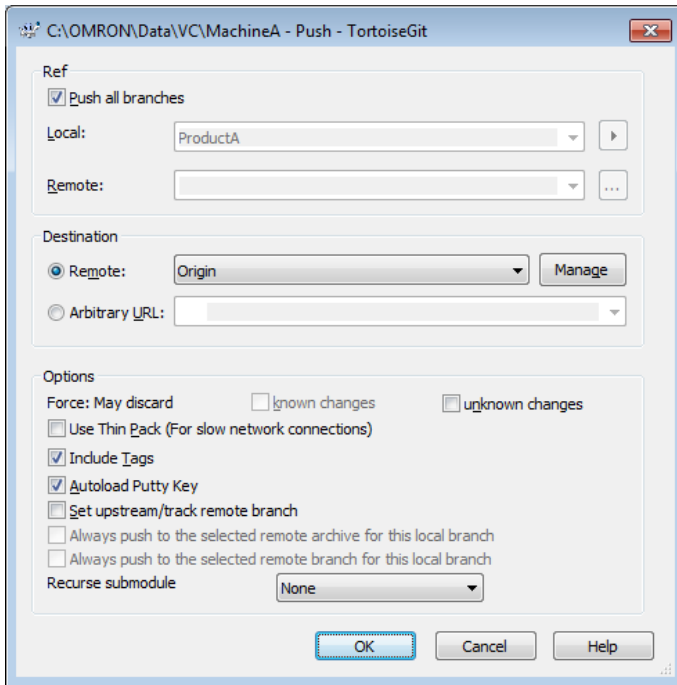 C:\OMRON\Data\VC\MachineA - Push - TortoiseGit
Ref
Push all branches
Local: ProductA
Remote: ...
Destination
Remote: Origin Manage
Arbitrary URL:
Options
Force: May discard known changes unknown changes
Use Thin Pack (For slow network connections)
Include Tags
Autoload Putty Key
Set upstream/track remote branch
Always push to the selected remote archive for this local branch
Always push to the selected remote branch for this local branch
Recurse submodule None
OK Cancel Help